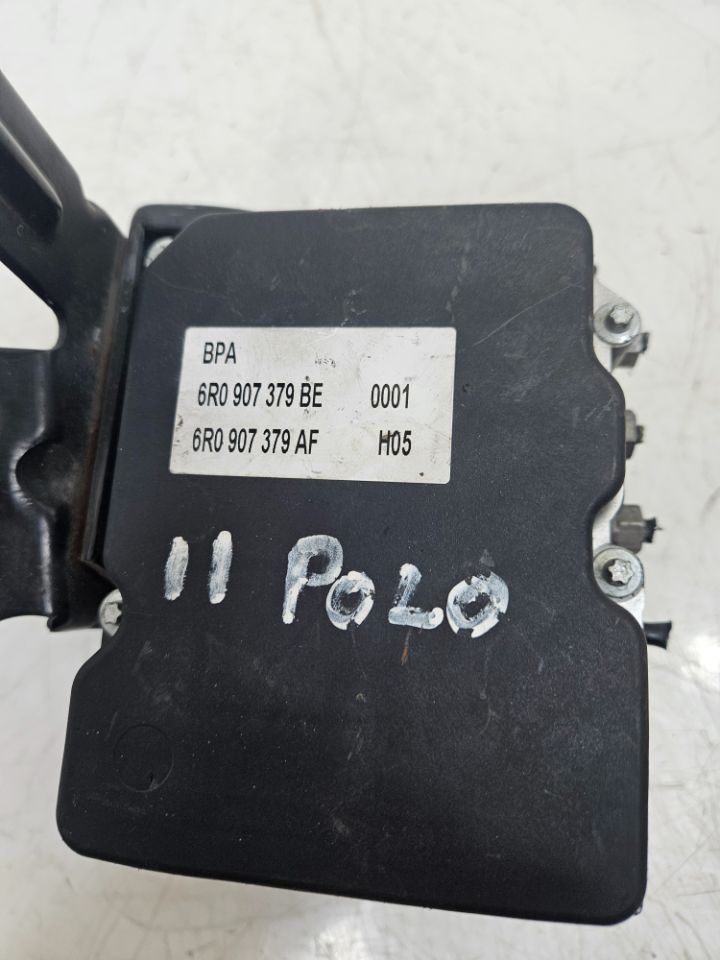 BPA
6R0 907 379 BE 0001
6R0 907 379 AF H05
11 POLO